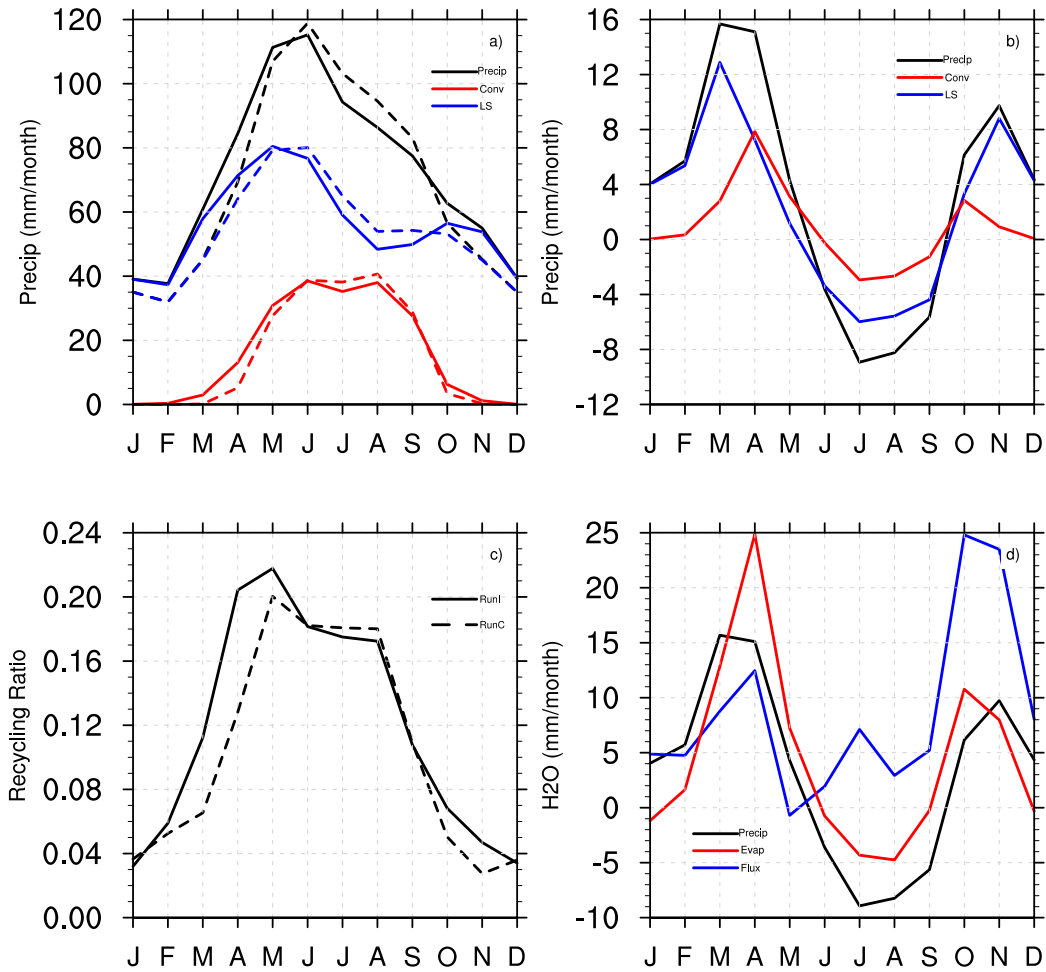 120
100
80
60
40
20
0
Precip (mm/month)
a)
Precip
Conv
LS
J F M A M J J A S O N D
16
12
8
4
0
-4
-8
-12
Precip (mm/month)
b)
Precip
Conv
LS
J F M A M J J A S O N D
0.24
0.20
0.16
0.12
0.08
0.04
0.00
Recycling Ratio
c)
RunI
RunC
J F M A M J J A S O N D
25
20
15
10
5
0
-5
-10
H2O (mm/month)
d)
Precip
Evap
Flux
J F M A M J J A S O N D